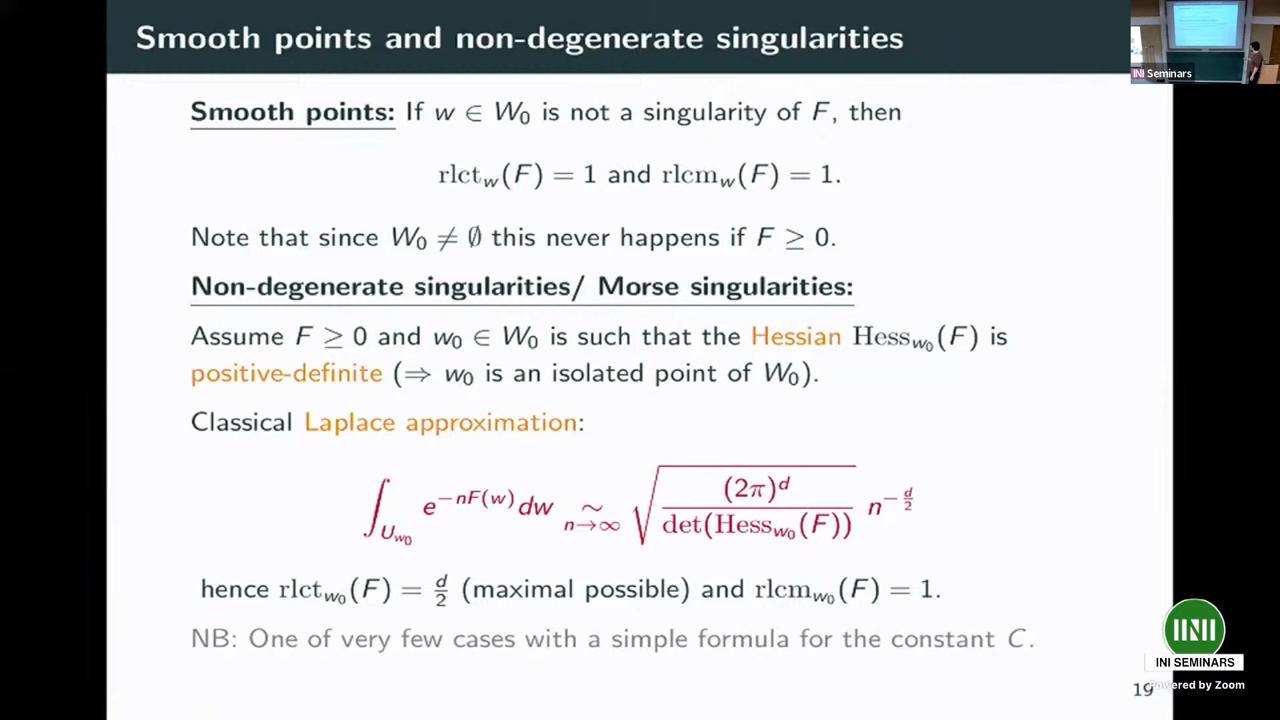 Smooth points and non-degenerate singularities
INI Seminars
Smooth points: If w ∈ W₀ is not a singularity of F, then
rlct_w(F) = 1 and rlcm_w(F) = 1.
Note that since W₀ ≠ ∅ this never happens if F ≥ 0.
Non-degenerate singularities/ Morse singularities:
Assume F ≥ 0 and w₀ ∈ W₀ is such that the Hessian Hess_{w₀}(F) is
positive-definite (⇒ w₀ is an isolated point of W₀).
Classical Laplace approximation:
∫_{U_{w₀}} e^{−nF(w)} dw ∼_{n→∞} √((2π)^d / det(Hess_{w₀}(F))) n^{−d/2}
hence rlct_{w₀}(F) = d/2 (maximal possible) and rlcm_{w₀}(F) = 1.
NB: One of very few cases with a simple formula for the constant C.
INI
INI SEMINARS
Powered by Zoom
19